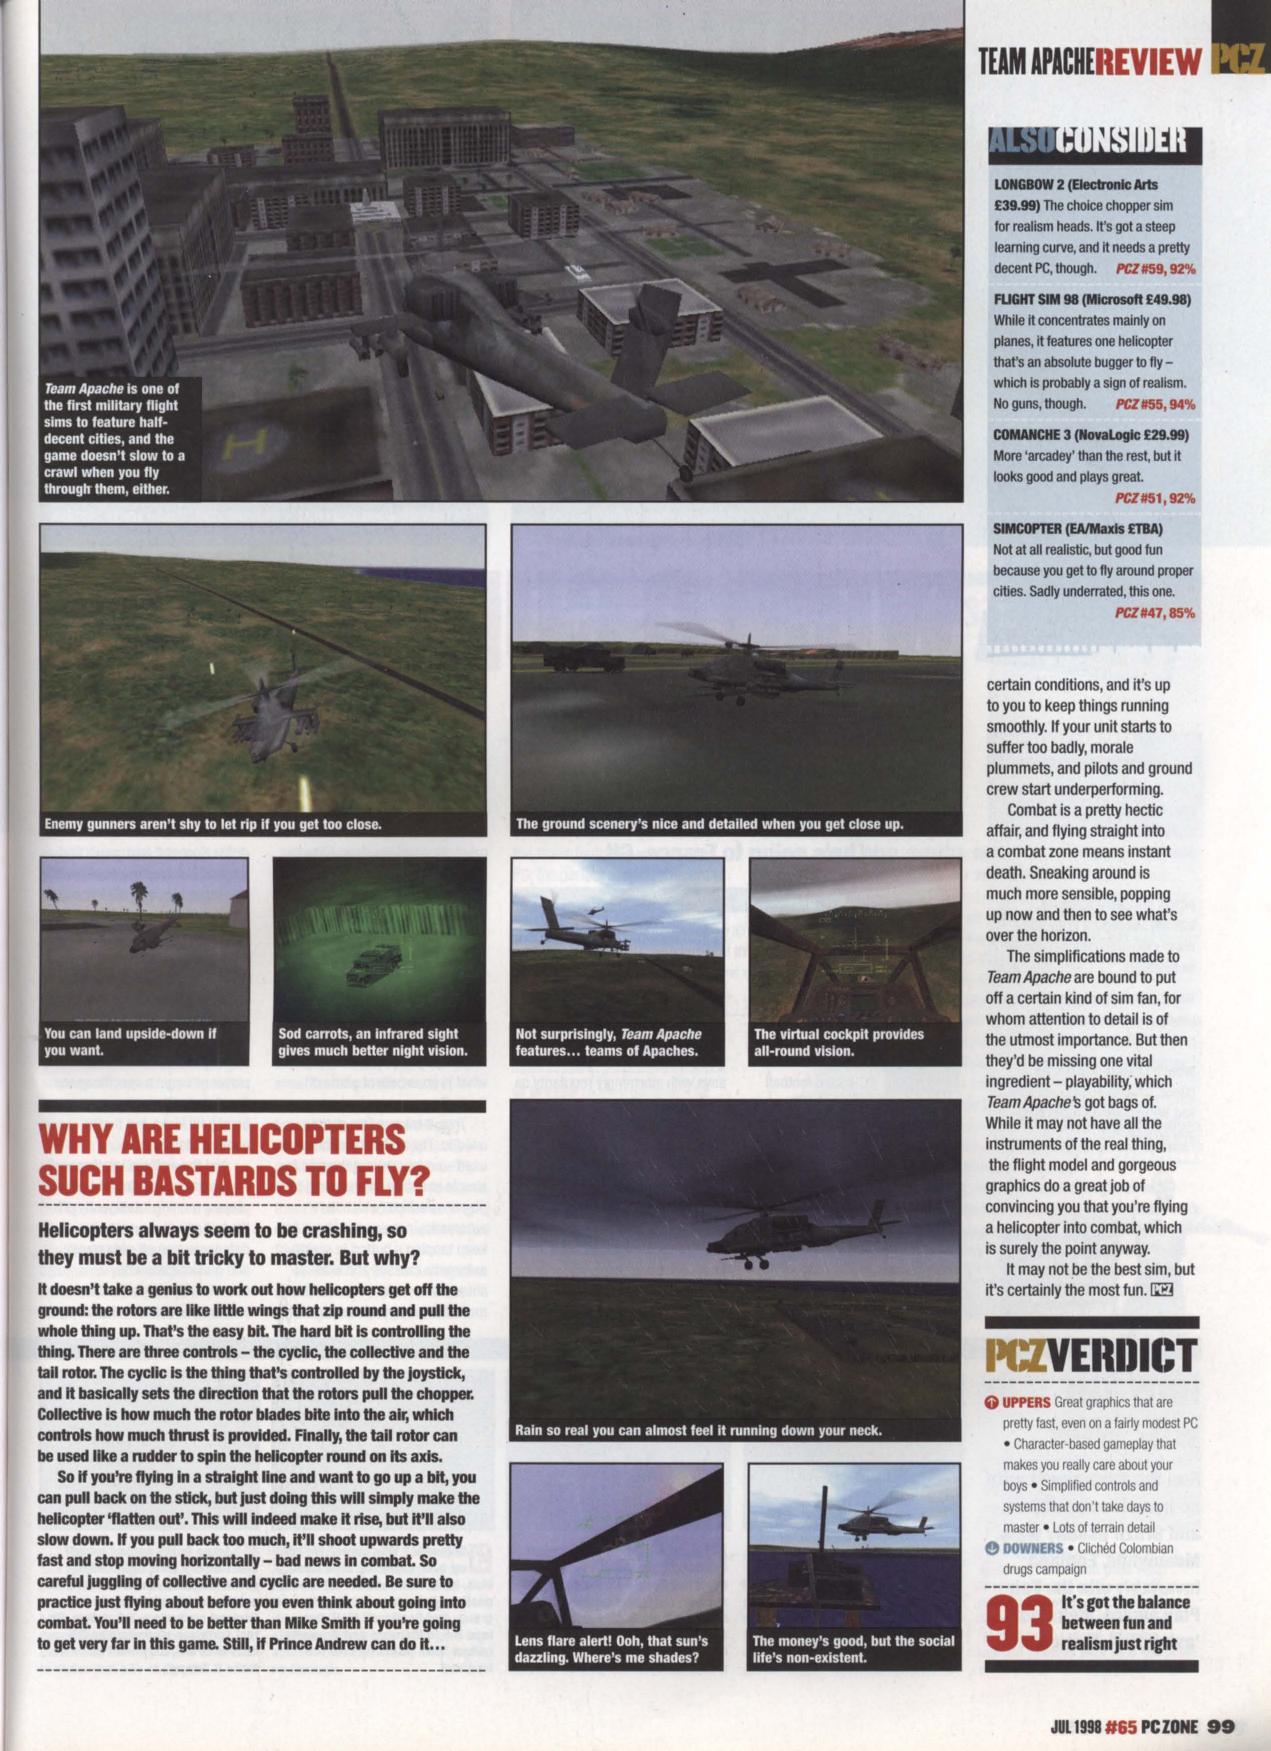 TEAM APACHEREVIEW PCZ
Team Apache is one of
the first military flight
sims to feature half-
decent cities, and the
game doesn't slow to a
crawl when you fly
through them, either.
Enemy gunners aren't shy to let rip if you get too close.
The ground scenery's nice and detailed when you get close up.
You can land upside-down if
you want.
Sod carrots, an infrared sight
gives much better night vision.
Not surprisingly, Team Apache
features... teams of Apaches.
The virtual cockpit provides
all-round vision.
WHY ARE HELICOPTERS
SUCH BASTARDS TO FLY?
Helicopters always seem to be crashing, so
they must be a bit tricky to master. But why?
It doesn't take a genius to work out how helicopters get off the
ground: the rotors are like little wings that zip round and pull the
whole thing up. That's the easy bit. The hard bit is controlling the
thing. There are three controls – the cyclic, the collective and the
tail rotor. The cyclic is the thing that's controlled by the joystick,
and it basically sets the direction that the rotors pull the chopper.
Collective is how much the rotor blades bite into the air, which
controls how much thrust is provided. Finally, the tail rotor can
be used like a rudder to spin the helicopter round on its axis.
So if you're flying in a straight line and want to go up a bit, you
can pull back on the stick, but just doing this will simply make the
helicopter 'flatten out'. This will indeed make it rise, but it'll also
slow down. If you pull back too much, it'll shoot upwards pretty
fast and stop moving horizontally – bad news in combat. So
careful juggling of collective and cyclic are needed. Be sure to
practice just flying about before you even think about going into
combat. You'll need to be better than Mike Smith if you're going
to get very far in this game. Still, if Prince Andrew can do it...
Rain so real you can almost feel it running down your neck.
Lens flare alert! Ooh, that sun's
dazzling. Where's me shades?
The money's good, but the social
life's non-existent.
ALSOCONSIDER
LONGBOW 2 (Electronic Arts
£39.99) The choice chopper sim
for realism heads. It's got a steep
learning curve, and it needs a pretty
decent PC, though. PCZ #59, 92%
FLIGHT SIM 98 (Microsoft £49.98)
While it concentrates mainly on
planes, it features one helicopter
that's an absolute bugger to fly –
which is probably a sign of realism.
No guns, though. PCZ #55, 94%
COMANCHE 3 (NovaLogic £29.99)
More 'arcadey' than the rest, but it
looks good and plays great.
PCZ #51, 92%
SIMCOPTER (EA/Maxis £TBA)
Not at all realistic, but good fun
because you get to fly around proper
cities. Sadly underrated, this one.
PCZ #47, 85%
certain conditions, and it's up
to you to keep things running
smoothly. If your unit starts to
suffer too badly, morale
plummets, and pilots and ground
crew start underperforming.
Combat is a pretty hectic
affair, and flying straight into
a combat zone means instant
death. Sneaking around is
much more sensible, popping
up now and then to see what's
over the horizon.
The simplifications made to
Team Apache are bound to put
off a certain kind of sim fan, for
whom attention to detail is of
the utmost importance. But then
they'd be missing one vital
ingredient – playability, which
Team Apache's got bags of.
While it may not have all the
instruments of the real thing,
the flight model and gorgeous
graphics do a great job of
convincing you that you're flying
a helicopter into combat, which
is surely the point anyway.
It may not be the best sim, but
it's certainly the most fun. PCZ
PCZVERDICT
UPPERS Great graphics that are
pretty fast, even on a fairly modest PC
• Character-based gameplay that
makes you really care about your
boys • Simplified controls and
systems that don't take days to
master • Lots of terrain detail
DOWNERS • Clichéd Colombian
drugs campaign
93 It's got the balance
between fun and
realism just right
JUL 1998 #65 PC ZONE 99